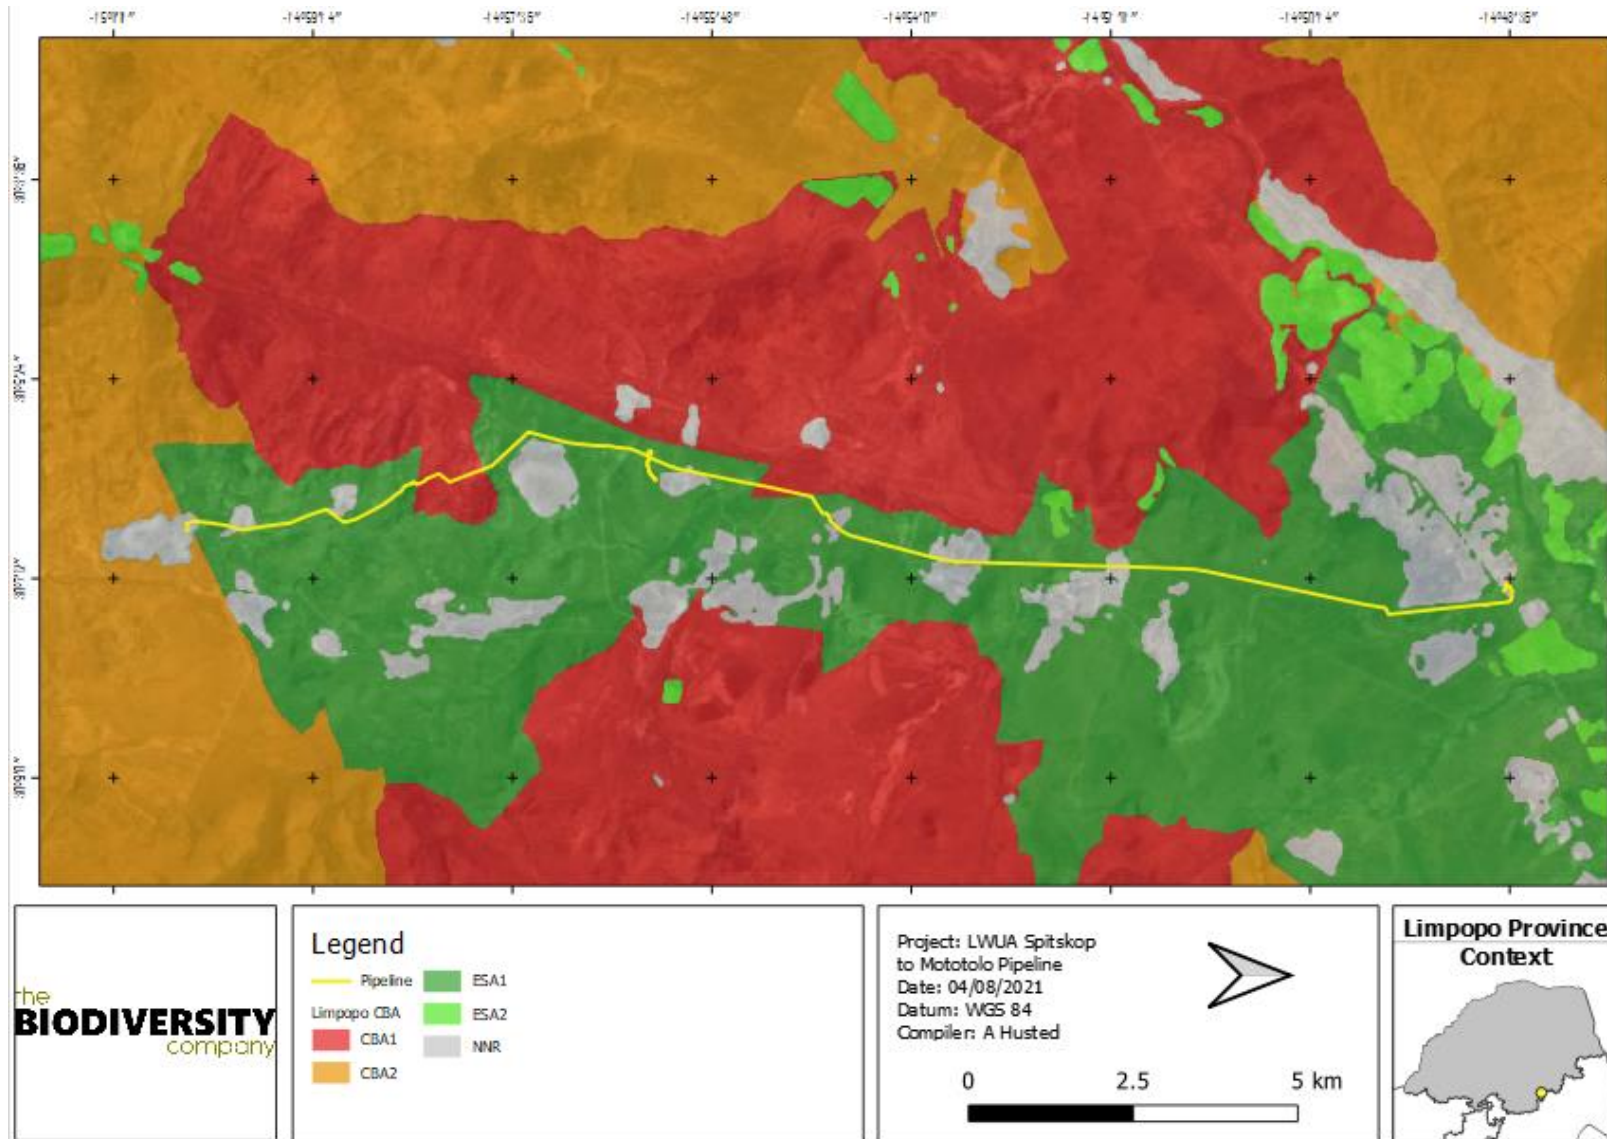 Legend
Pipeline
Limpopo CBA
CBA1
CBA2
ESA1
ESA2
NNR
the
BIODIVERSITY
company
Project: LWUA Spitskop
to Mototolo Pipeline
Date: 04/08/2021
Datum: WGS 84
Compiler: A Husted
0 2.5 5 km
Limpopo Province
Context